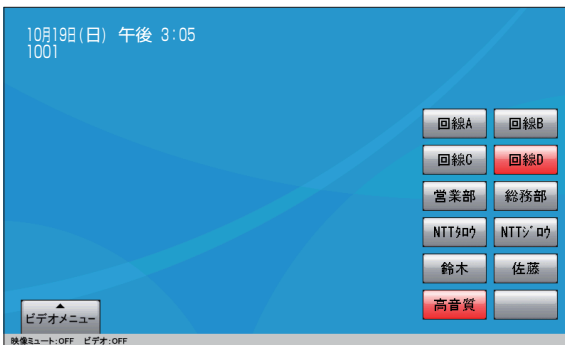 10月19日(日) 午後 3:05
1001
回線A 回線B
回線C 回線D
営業部 総務部
NTTﾀﾛｳ NTTｼﾞﾛｳ
鈴木 佐藤
高音質
ビデオメニュー
映像ミュート:OFF ビデオ:OFF